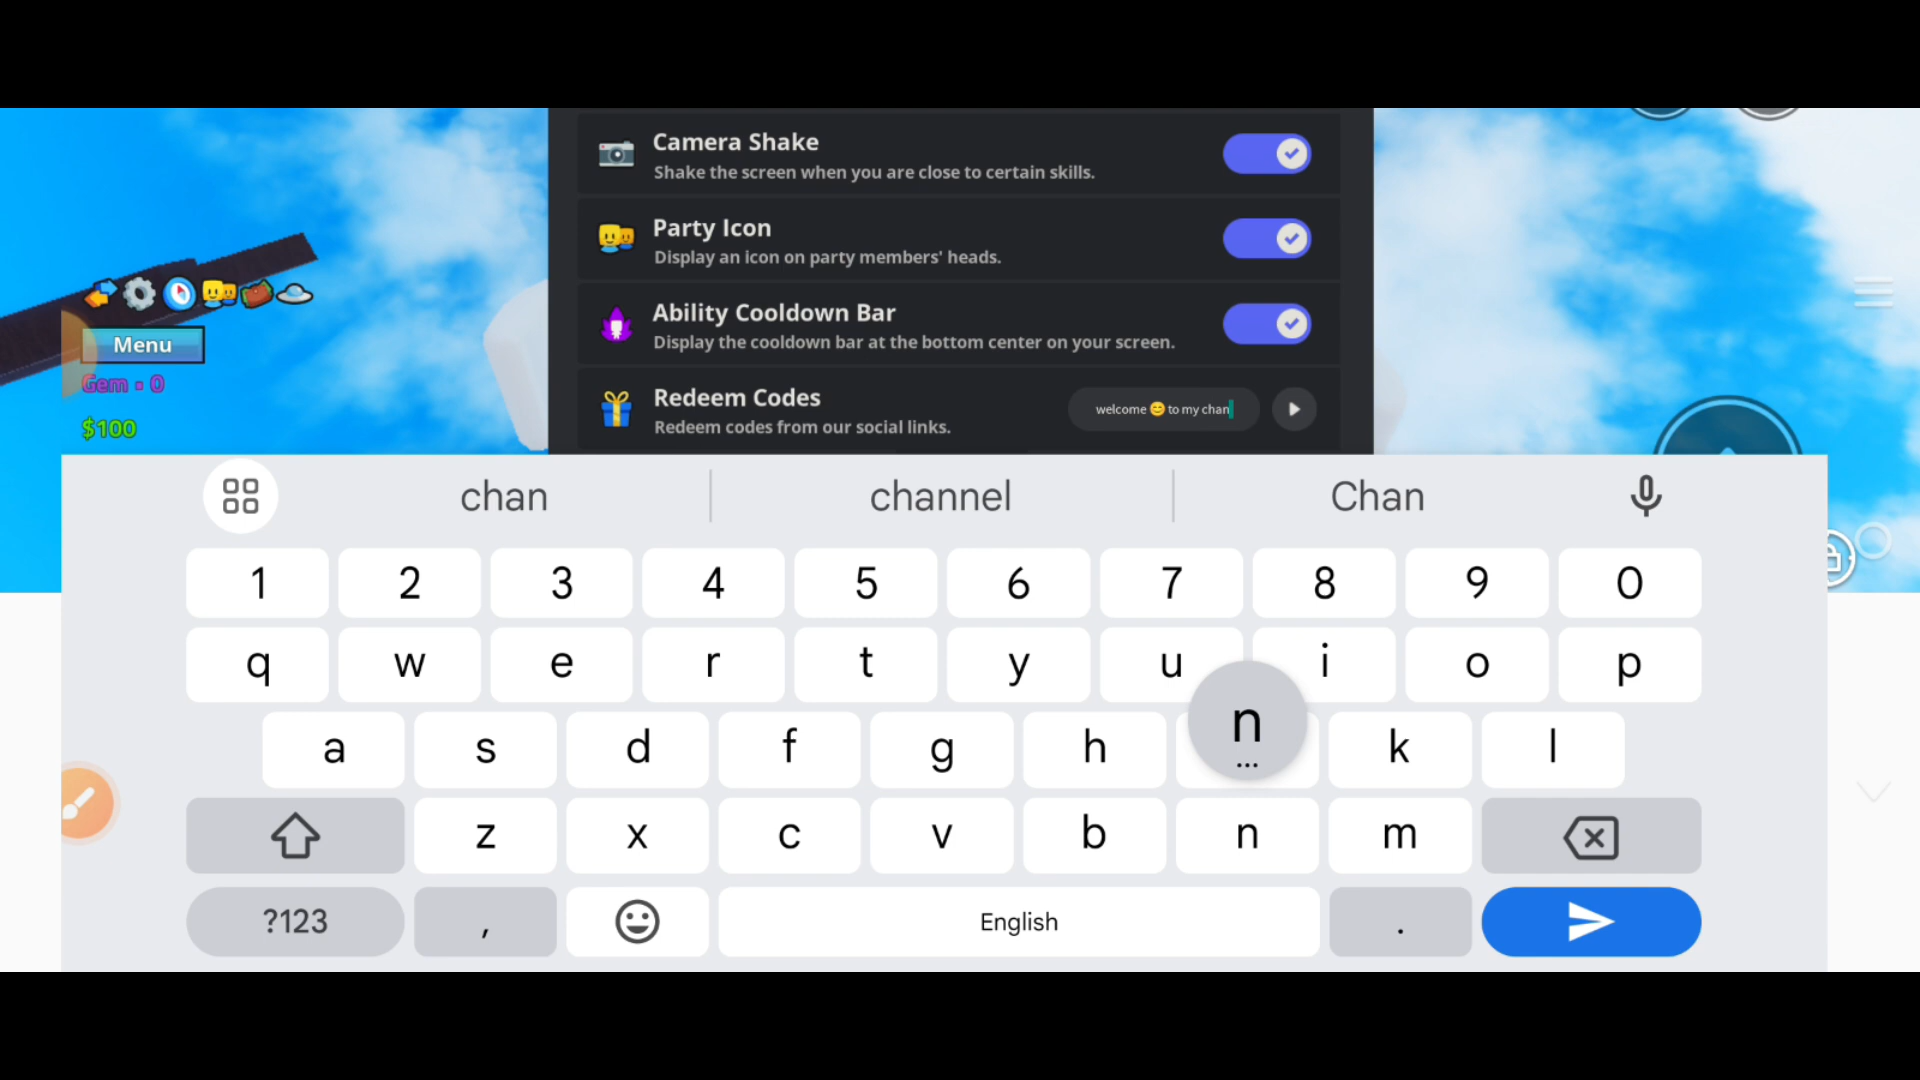 Camera Shake
Shake the screen when you are close to certain skills.
Party Icon
Display an icon on party members' heads.
Menu
Ability Cooldown Bar
Display the cooldown bar at the bottom center on your screen.
Gem • 0
Redeem Codes
welcome 😊 to my chan
$100
Redeem codes from our social links.
chan channel Chan
1 2 3 4 5 6 7 8 9 0
q w e r t y u i o p
n
...
a s d f g h k l
z x c v b n m
?123 , English .